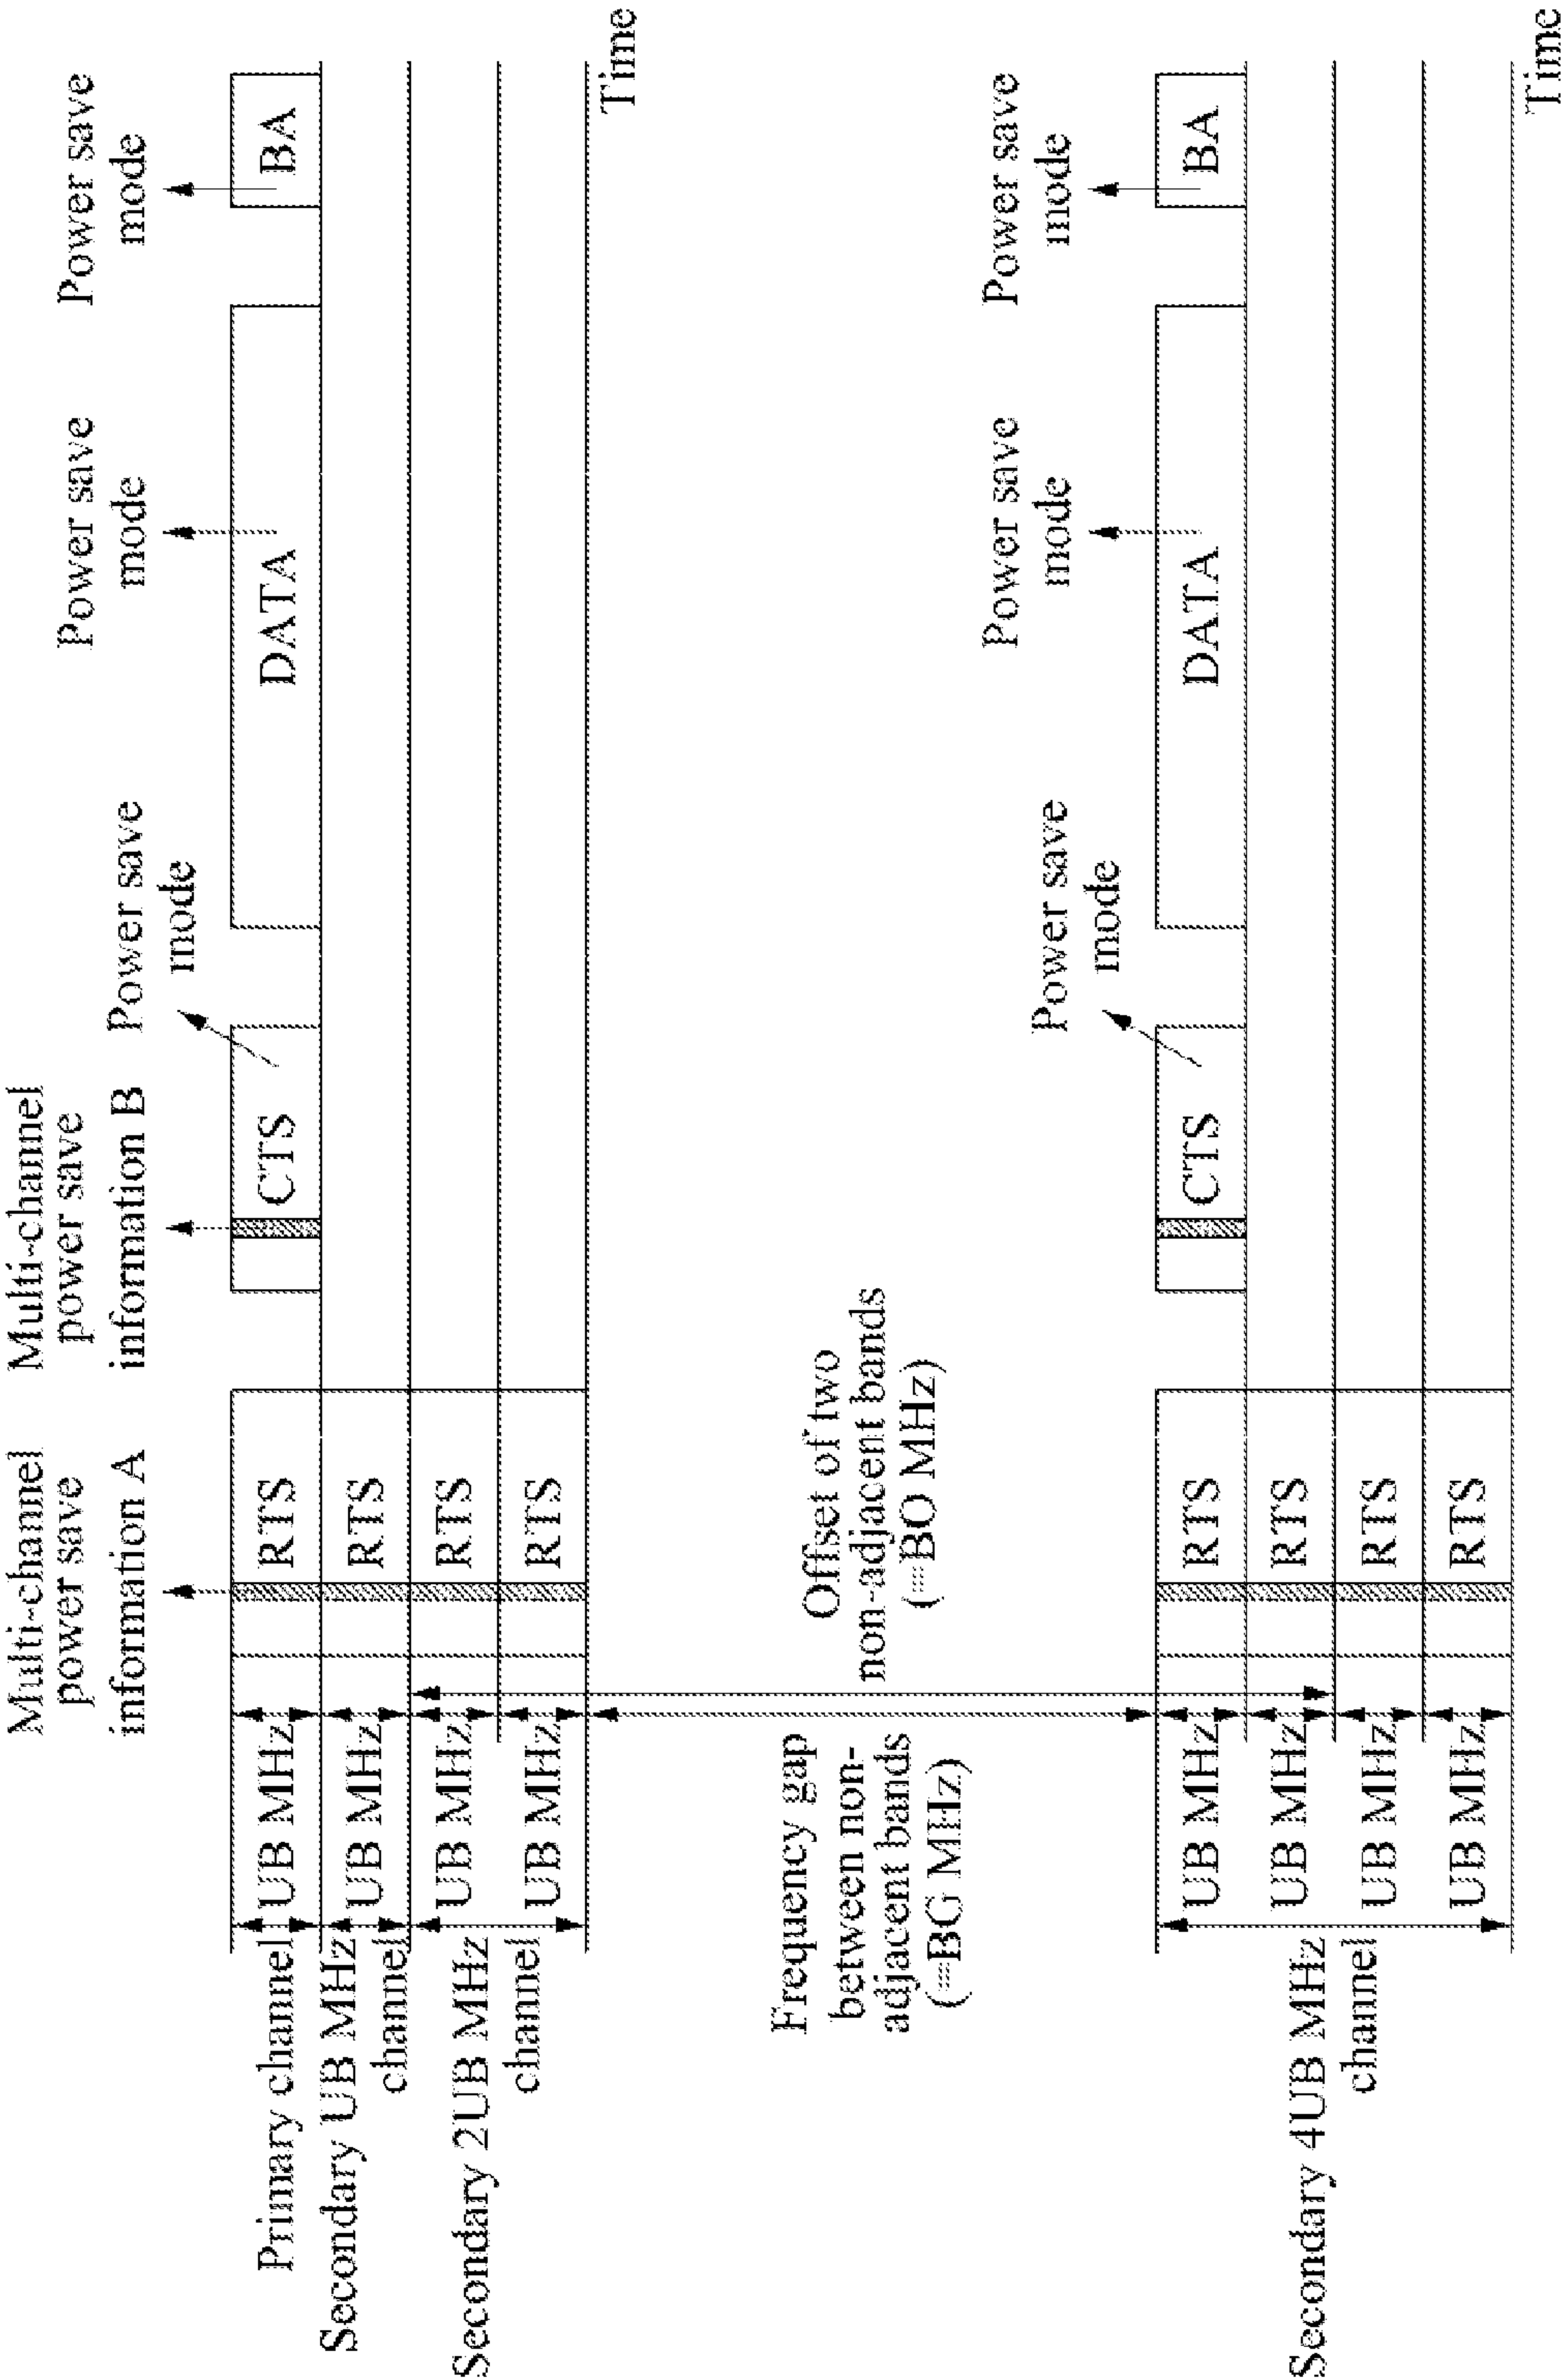 Multi-channel
power save
information A
Multi-channel
power save
information B
Power save
mode
Power save
mode
Power save
mode
Primary channel
UB MHz
RTS
CTS
DATA
BA
Secondary UB MHz
channel
UB MHz
RTS
Secondary 2UB MHz
channel
UB MHz
RTS
UB MHz
RTS
Time
Frequency gap
between non-
adjacent bands
(=BG MHz)
Offset of two
non-adjacent bands
(=BO MHz)
Power save
mode
Power save
mode
Power save
mode
Secondary 4UB MHz
channel
UB MHz
RTS
CTS
DATA
BA
UB MHz
RTS
UB MHz
RTS
UB MHz
RTS
Time